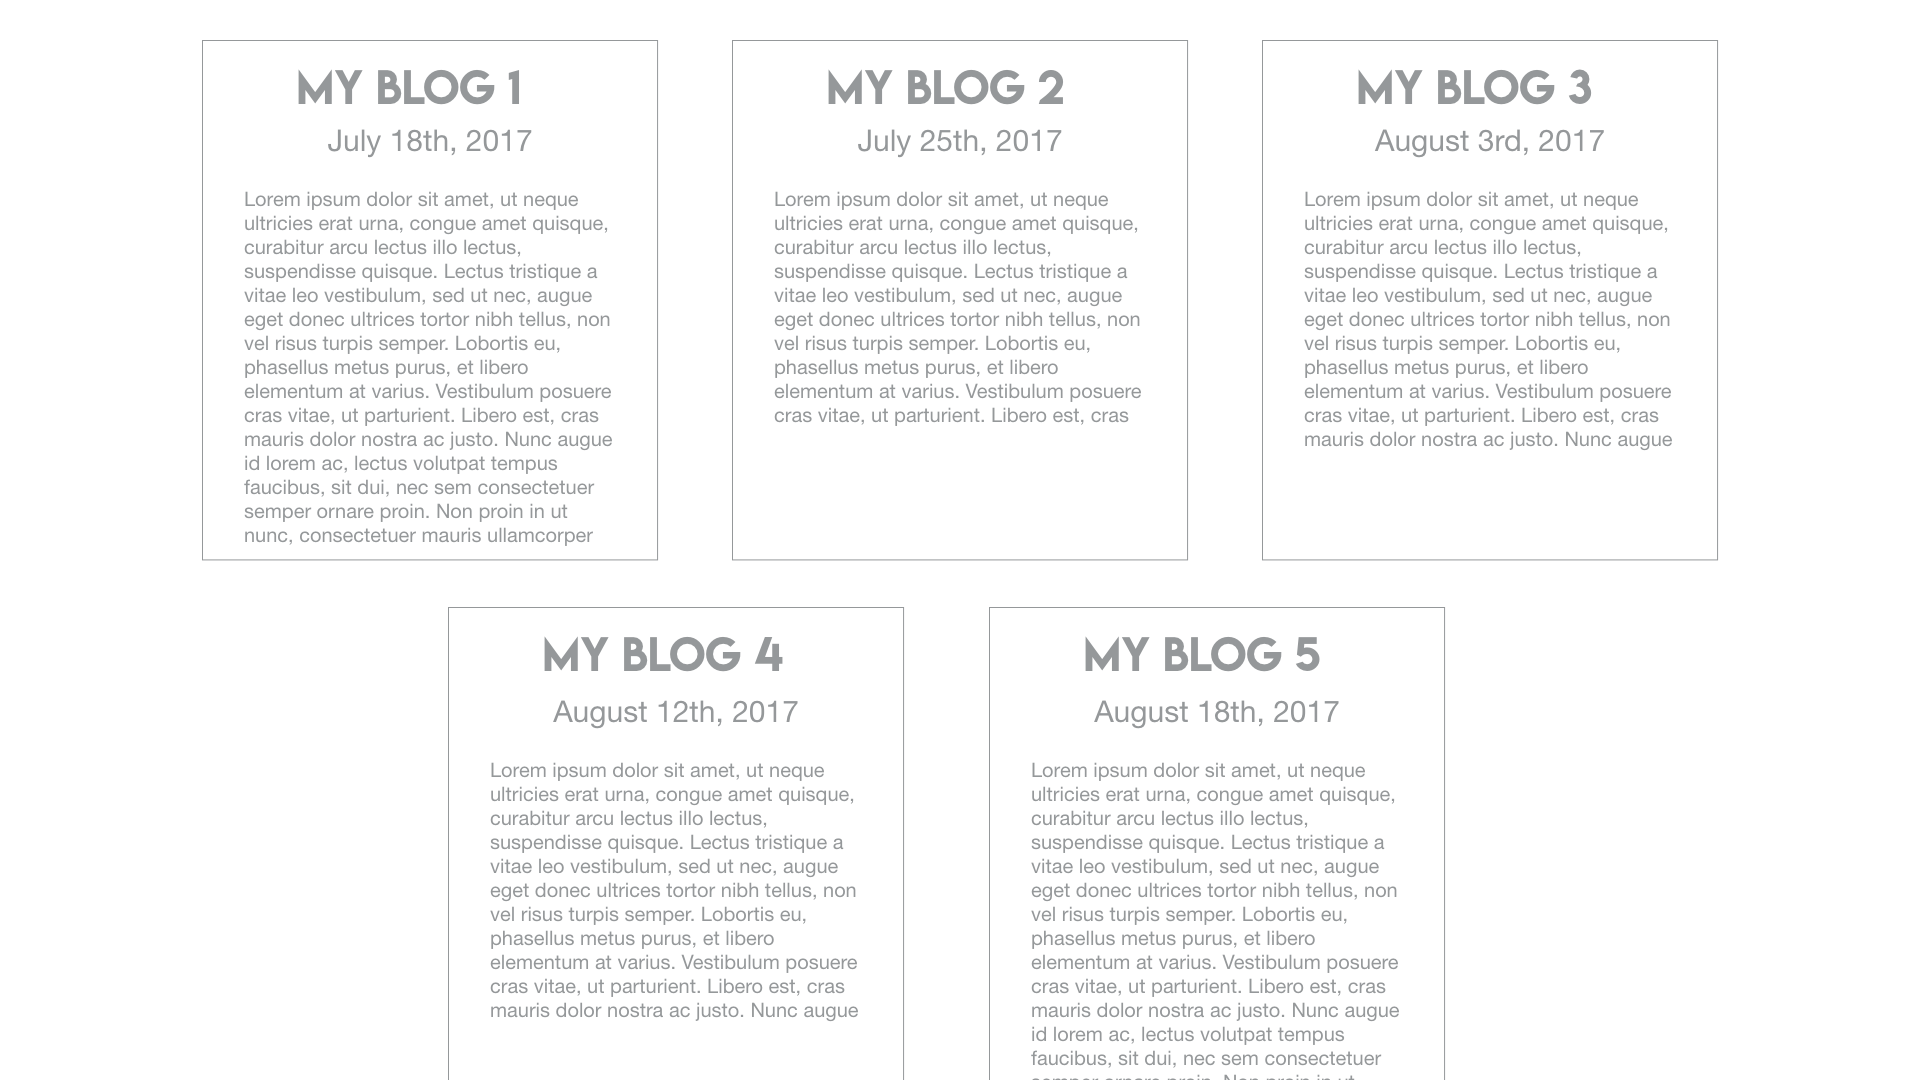 MY BLOG 1
July 18th, 2017
Lorem ipsum dolor sit amet, ut neque
ultricies erat urna, congue amet quisque,
curabitur arcu lectus illo lectus,
suspendisse quisque. Lectus tristique a
vitae leo vestibulum, sed ut nec, augue
eget donec ultrices tortor nibh tellus, non
vel risus turpis semper. Lobortis eu,
phasellus metus purus, et libero
elementum at varius. Vestibulum posuere
cras vitae, ut parturient. Libero est, cras
mauris dolor nostra ac justo. Nunc augue
id lorem ac, lectus volutpat tempus
faucibus, sit dui, nec sem consectetuer
semper ornare proin. Non proin in ut
nunc, consectetuer mauris ullamcorper
MY BLOG 2
July 25th, 2017
Lorem ipsum dolor sit amet, ut neque
ultricies erat urna, congue amet quisque,
curabitur arcu lectus illo lectus,
suspendisse quisque. Lectus tristique a
vitae leo vestibulum, sed ut nec, augue
eget donec ultrices tortor nibh tellus, non
vel risus turpis semper. Lobortis eu,
phasellus metus purus, et libero
elementum at varius. Vestibulum posuere
cras vitae, ut parturient. Libero est, cras
MY BLOG 3
August 3rd, 2017
Lorem ipsum dolor sit amet, ut neque
ultricies erat urna, congue amet quisque,
curabitur arcu lectus illo lectus,
suspendisse quisque. Lectus tristique a
vitae leo vestibulum, sed ut nec, augue
eget donec ultrices tortor nibh tellus, non
vel risus turpis semper. Lobortis eu,
phasellus metus purus, et libero
elementum at varius. Vestibulum posuere
cras vitae, ut parturient. Libero est, cras
mauris dolor nostra ac justo. Nunc augue
MY BLOG 4
August 12th, 2017
Lorem ipsum dolor sit amet, ut neque
ultricies erat urna, congue amet quisque,
curabitur arcu lectus illo lectus,
suspendisse quisque. Lectus tristique a
vitae leo vestibulum, sed ut nec, augue
eget donec ultrices tortor nibh tellus, non
vel risus turpis semper. Lobortis eu,
phasellus metus purus, et libero
elementum at varius. Vestibulum posuere
cras vitae, ut parturient. Libero est, cras
mauris dolor nostra ac justo. Nunc augue
MY BLOG 5
August 18th, 2017
Lorem ipsum dolor sit amet, ut neque
ultricies erat urna, congue amet quisque,
curabitur arcu lectus illo lectus,
suspendisse quisque. Lectus tristique a
vitae leo vestibulum, sed ut nec, augue
eget donec ultrices tortor nibh tellus, non
vel risus turpis semper. Lobortis eu,
phasellus metus purus, et libero
elementum at varius. Vestibulum posuere
cras vitae, ut parturient. Libero est, cras
mauris dolor nostra ac justo. Nunc augue
id lorem ac, lectus volutpat tempus
faucibus, sit dui, nec sem consectetuer